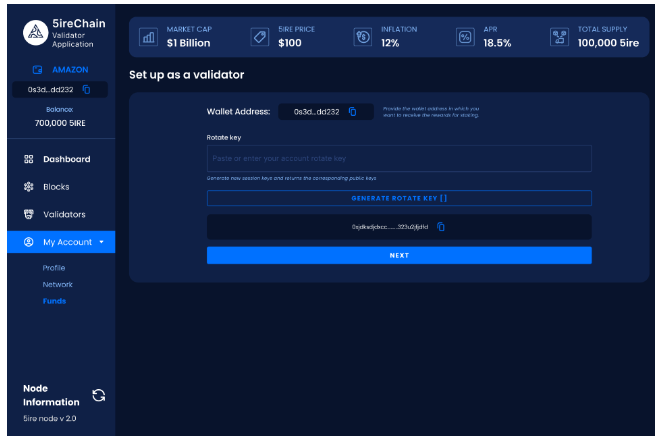 5ireChain
Validator
Application
AMAZON
0s3d...dd232
Balance:
700,000 5IRE
Dashboard
Blocks
Validators
My Account
Profile
Network
Funds
Node
Information
5ire node v 2.0
MARKET CAP
$1 Billion
5IRE PRICE
$100
INFLATION
12%
APR
18.5%
TOTAL SUPPLY
100,000 5ire
Set up as a validator
Wallet Address:
0s3d...dd232
Provide the wallet address in which you
want to receive the rewards for staking.
Rotate key
Paste or enter your account rotate key
Generate new session keys and returns the corresponding public keys
GENERATE ROTATE KEY [ ]
NEXT